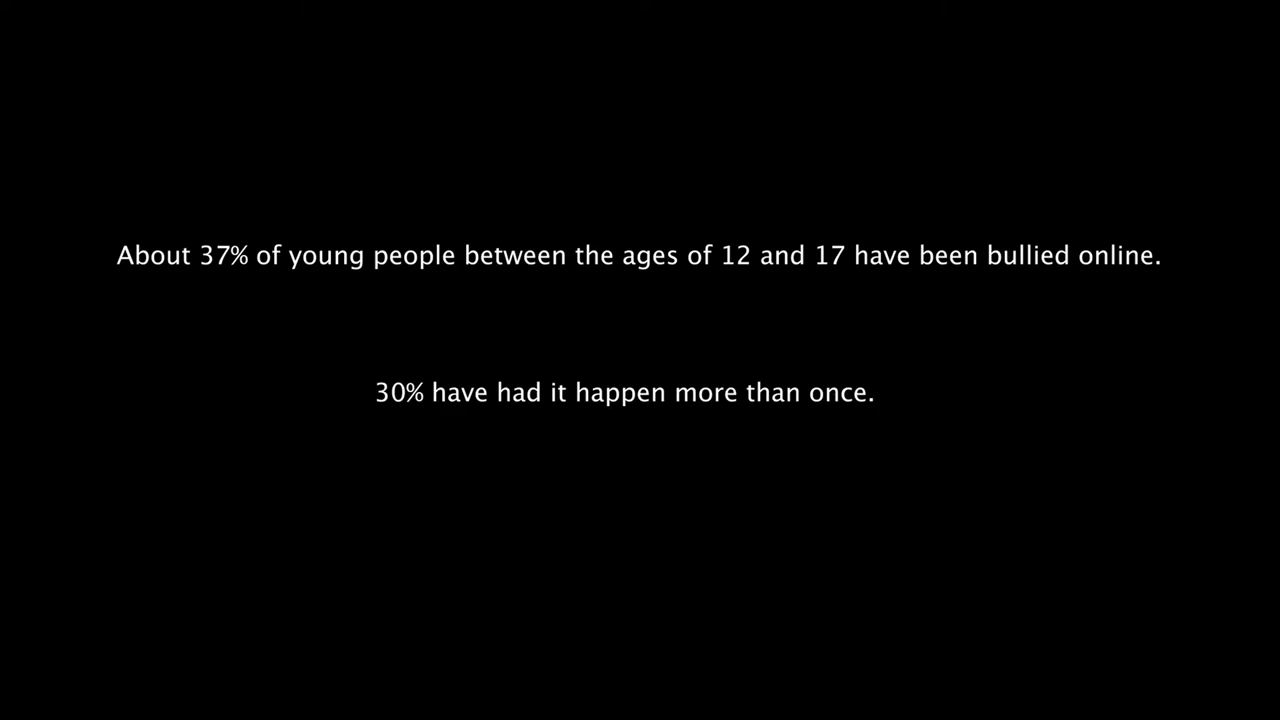 About 37% of young people between the ages of 12 and 17 have been bullied online.
30% have had it happen more than once.